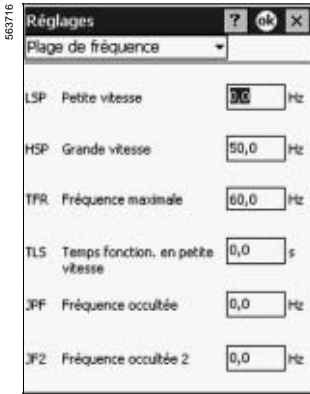 563716
Réglages ? ok ×
Plage de fréquence
LSP Petite vitesse 0,0 Hz
HSP Grande vitesse 50,0 Hz
TFR Fréquence maximale 60,0 Hz
TLS Temps fonction. en petite vitesse 0,0 s
JPF Fréquence occultée 0,0 Hz
JF2 Fréquence occultée 2 0,0 Hz